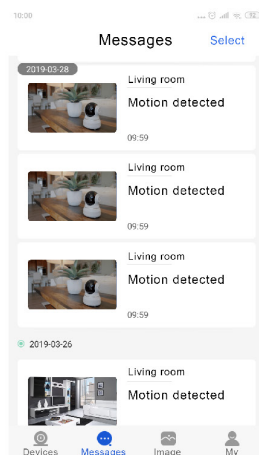 10:00
Messages
Select
2019-03-28
Living room
Motion detected
09:59
Living room
Motion detected
09:59
Living room
Motion detected
09:59
2019-03-26
Living room
Motion detected
Devices
Messages
Image
My